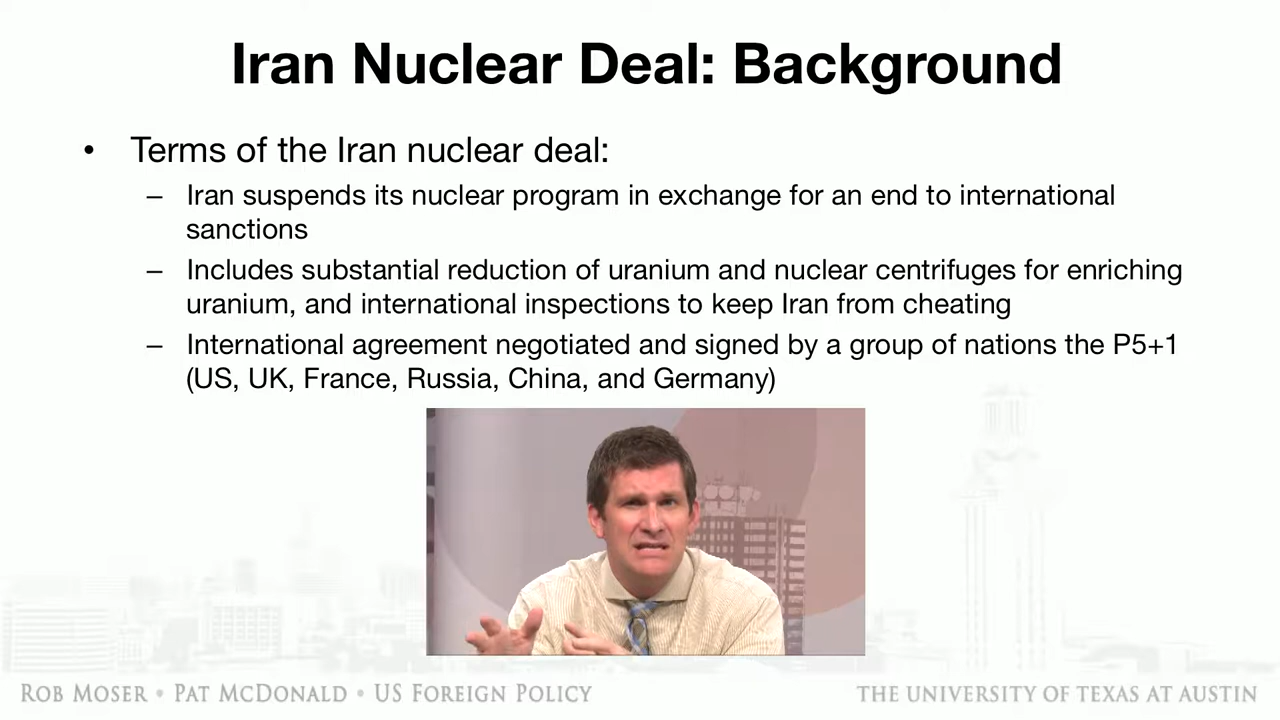 Iran Nuclear Deal: Background
• Terms of the Iran nuclear deal:
– Iran suspends its nuclear program in exchange for an end to international
sanctions
– Includes substantial reduction of uranium and nuclear centrifuges for enriching
uranium, and international inspections to keep Iran from cheating
– International agreement negotiated and signed by a group of nations the P5+1
(US, UK, France, Russia, China, and Germany)
ROB MOSER • PAT MCDONALD • US FOREIGN POLICY
THE UNIVERSITY OF TEXAS AT AUSTIN